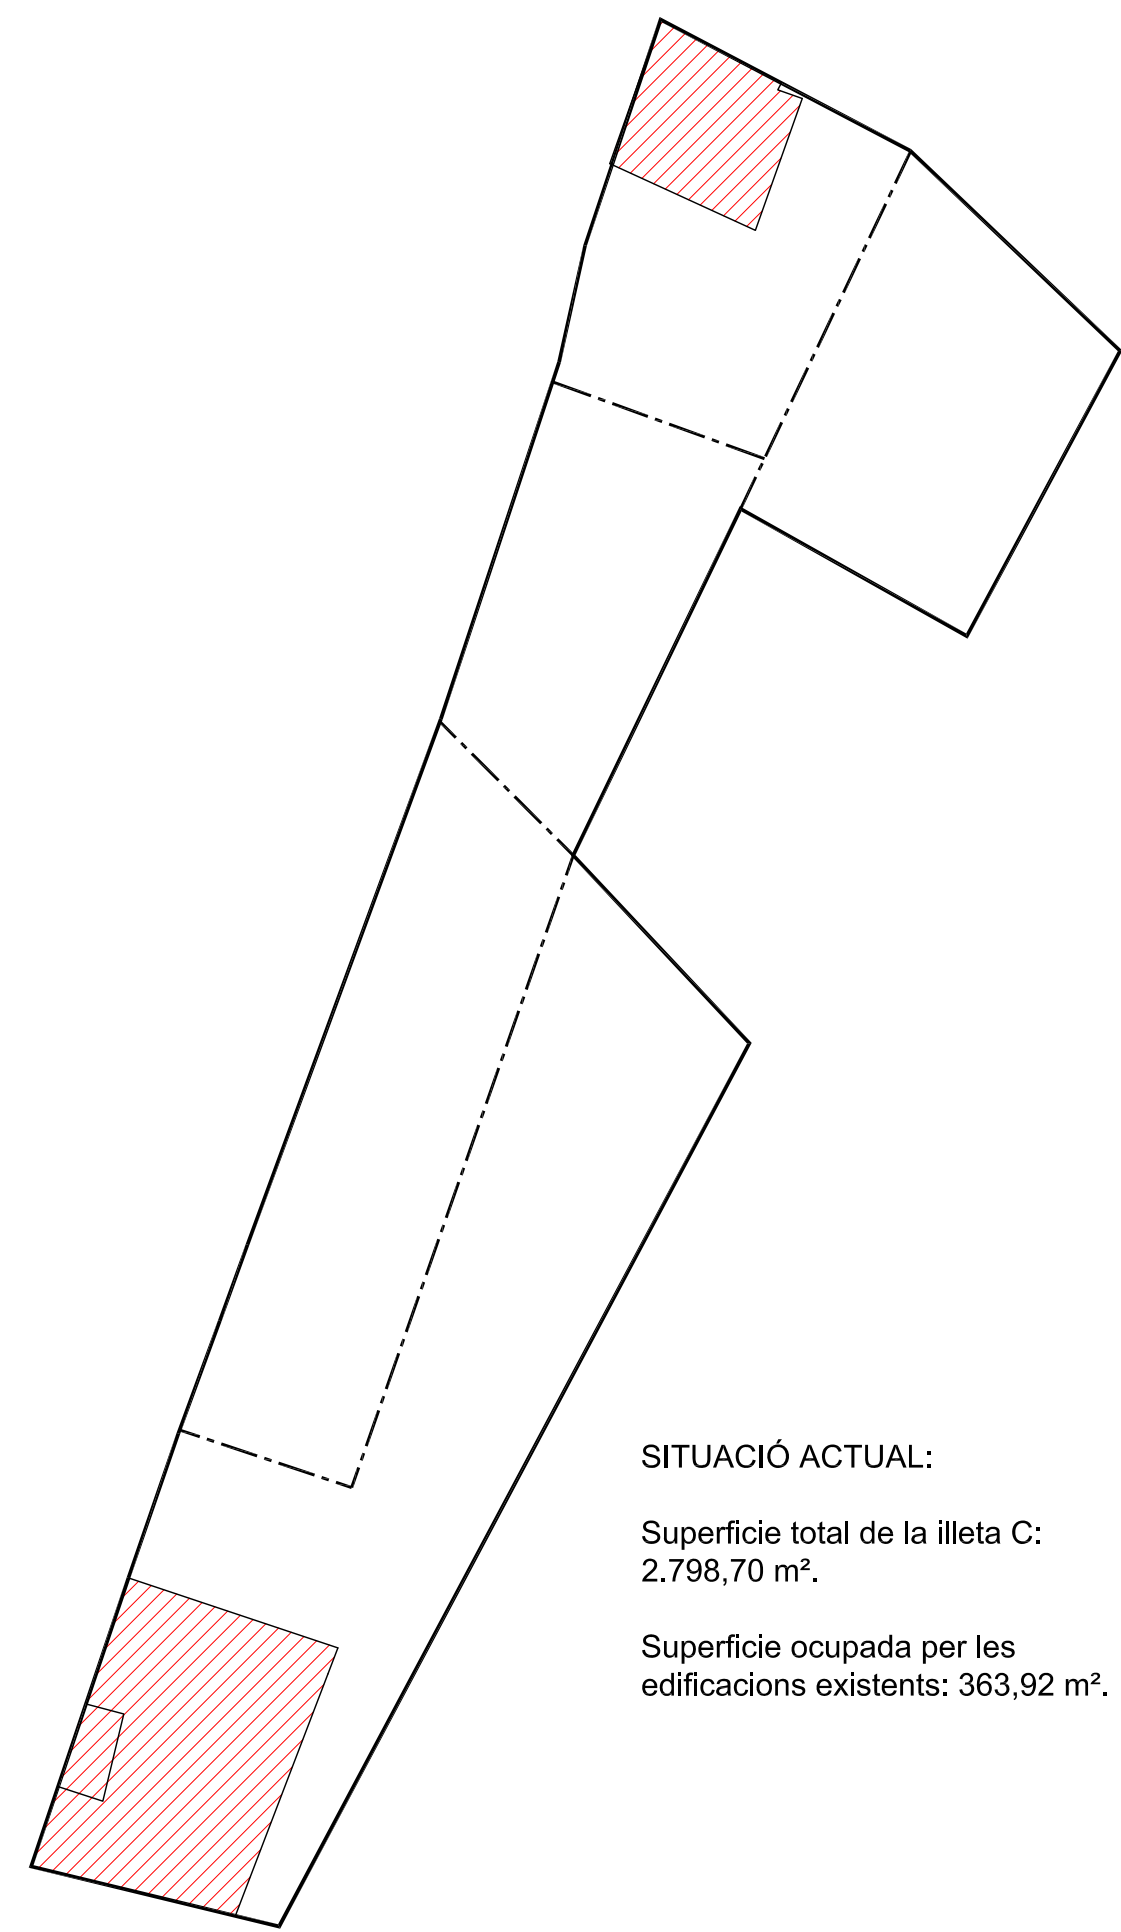 SITUACIÓ ACTUAL:
Superficie total de la illeta C:
2.798,70 m².
Superficie ocupada per les
edificacions existents: 363,92 m².